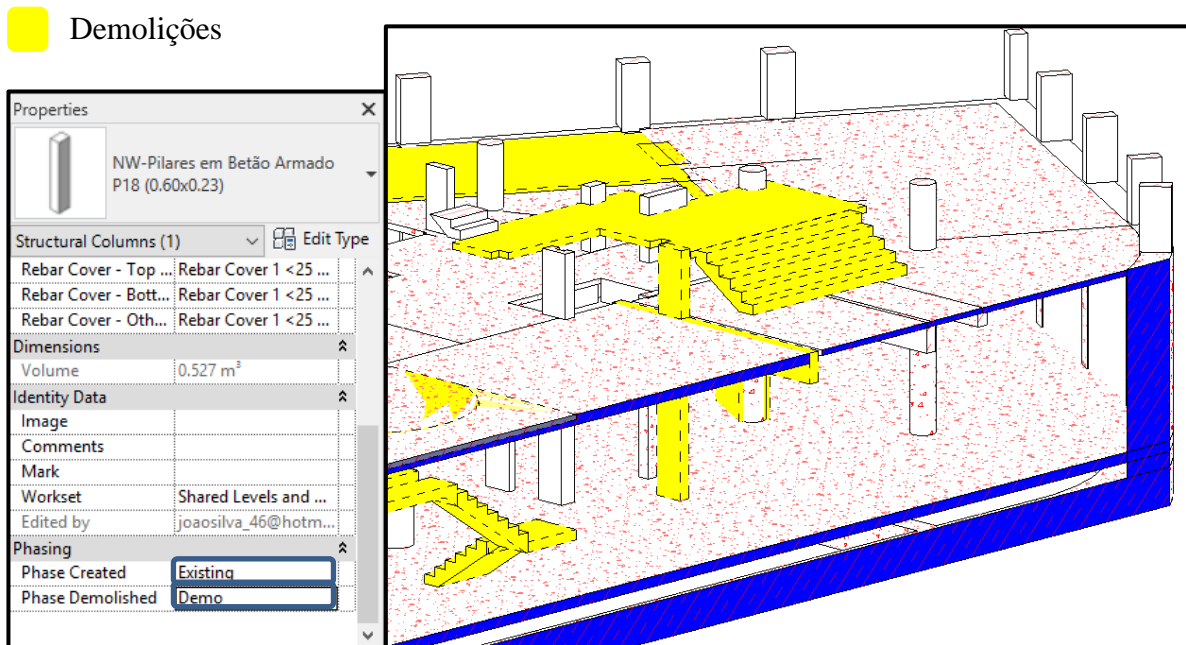 Demolições
Properties
NW-Pilares em Betão Armado
P18 (0.60x0.23)
Structural Columns (1)
Edit Type
Rebar Cover - Top ... Rebar Cover 1 <25 ...
Rebar Cover - Bott... Rebar Cover 1 <25 ...
Rebar Cover - Oth... Rebar Cover 1 <25 ...
Dimensions
Volume 0.527 m³
Identity Data
Image
Comments
Mark
Workset Shared Levels and ...
Edited by joaosilva_46@hotm...
Phasing
Phase Created Existing
Phase Demolished Demo